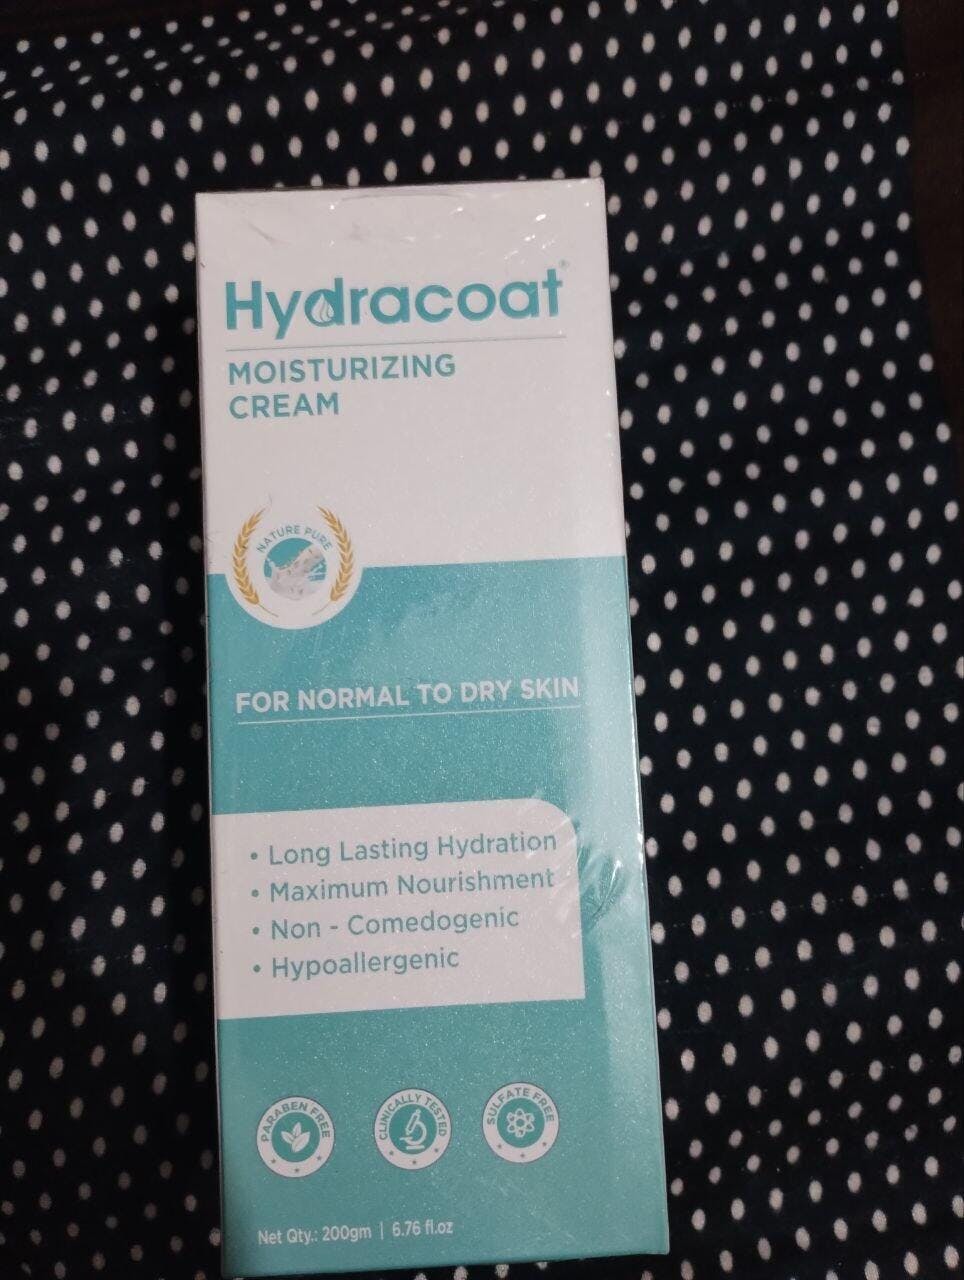 Hydracoat®
MOISTURIZING
CREAM
NATURE PURE
FOR NORMAL TO DRY SKIN
• Long Lasting Hydration
• Maximum Nourishment
• Non - Comedogenic
• Hypoallergenic
PARABEN FREE
CLINICALLY TESTED
SULFATE FREE
Net Qty.: 200gm | 6.76 fl.oz